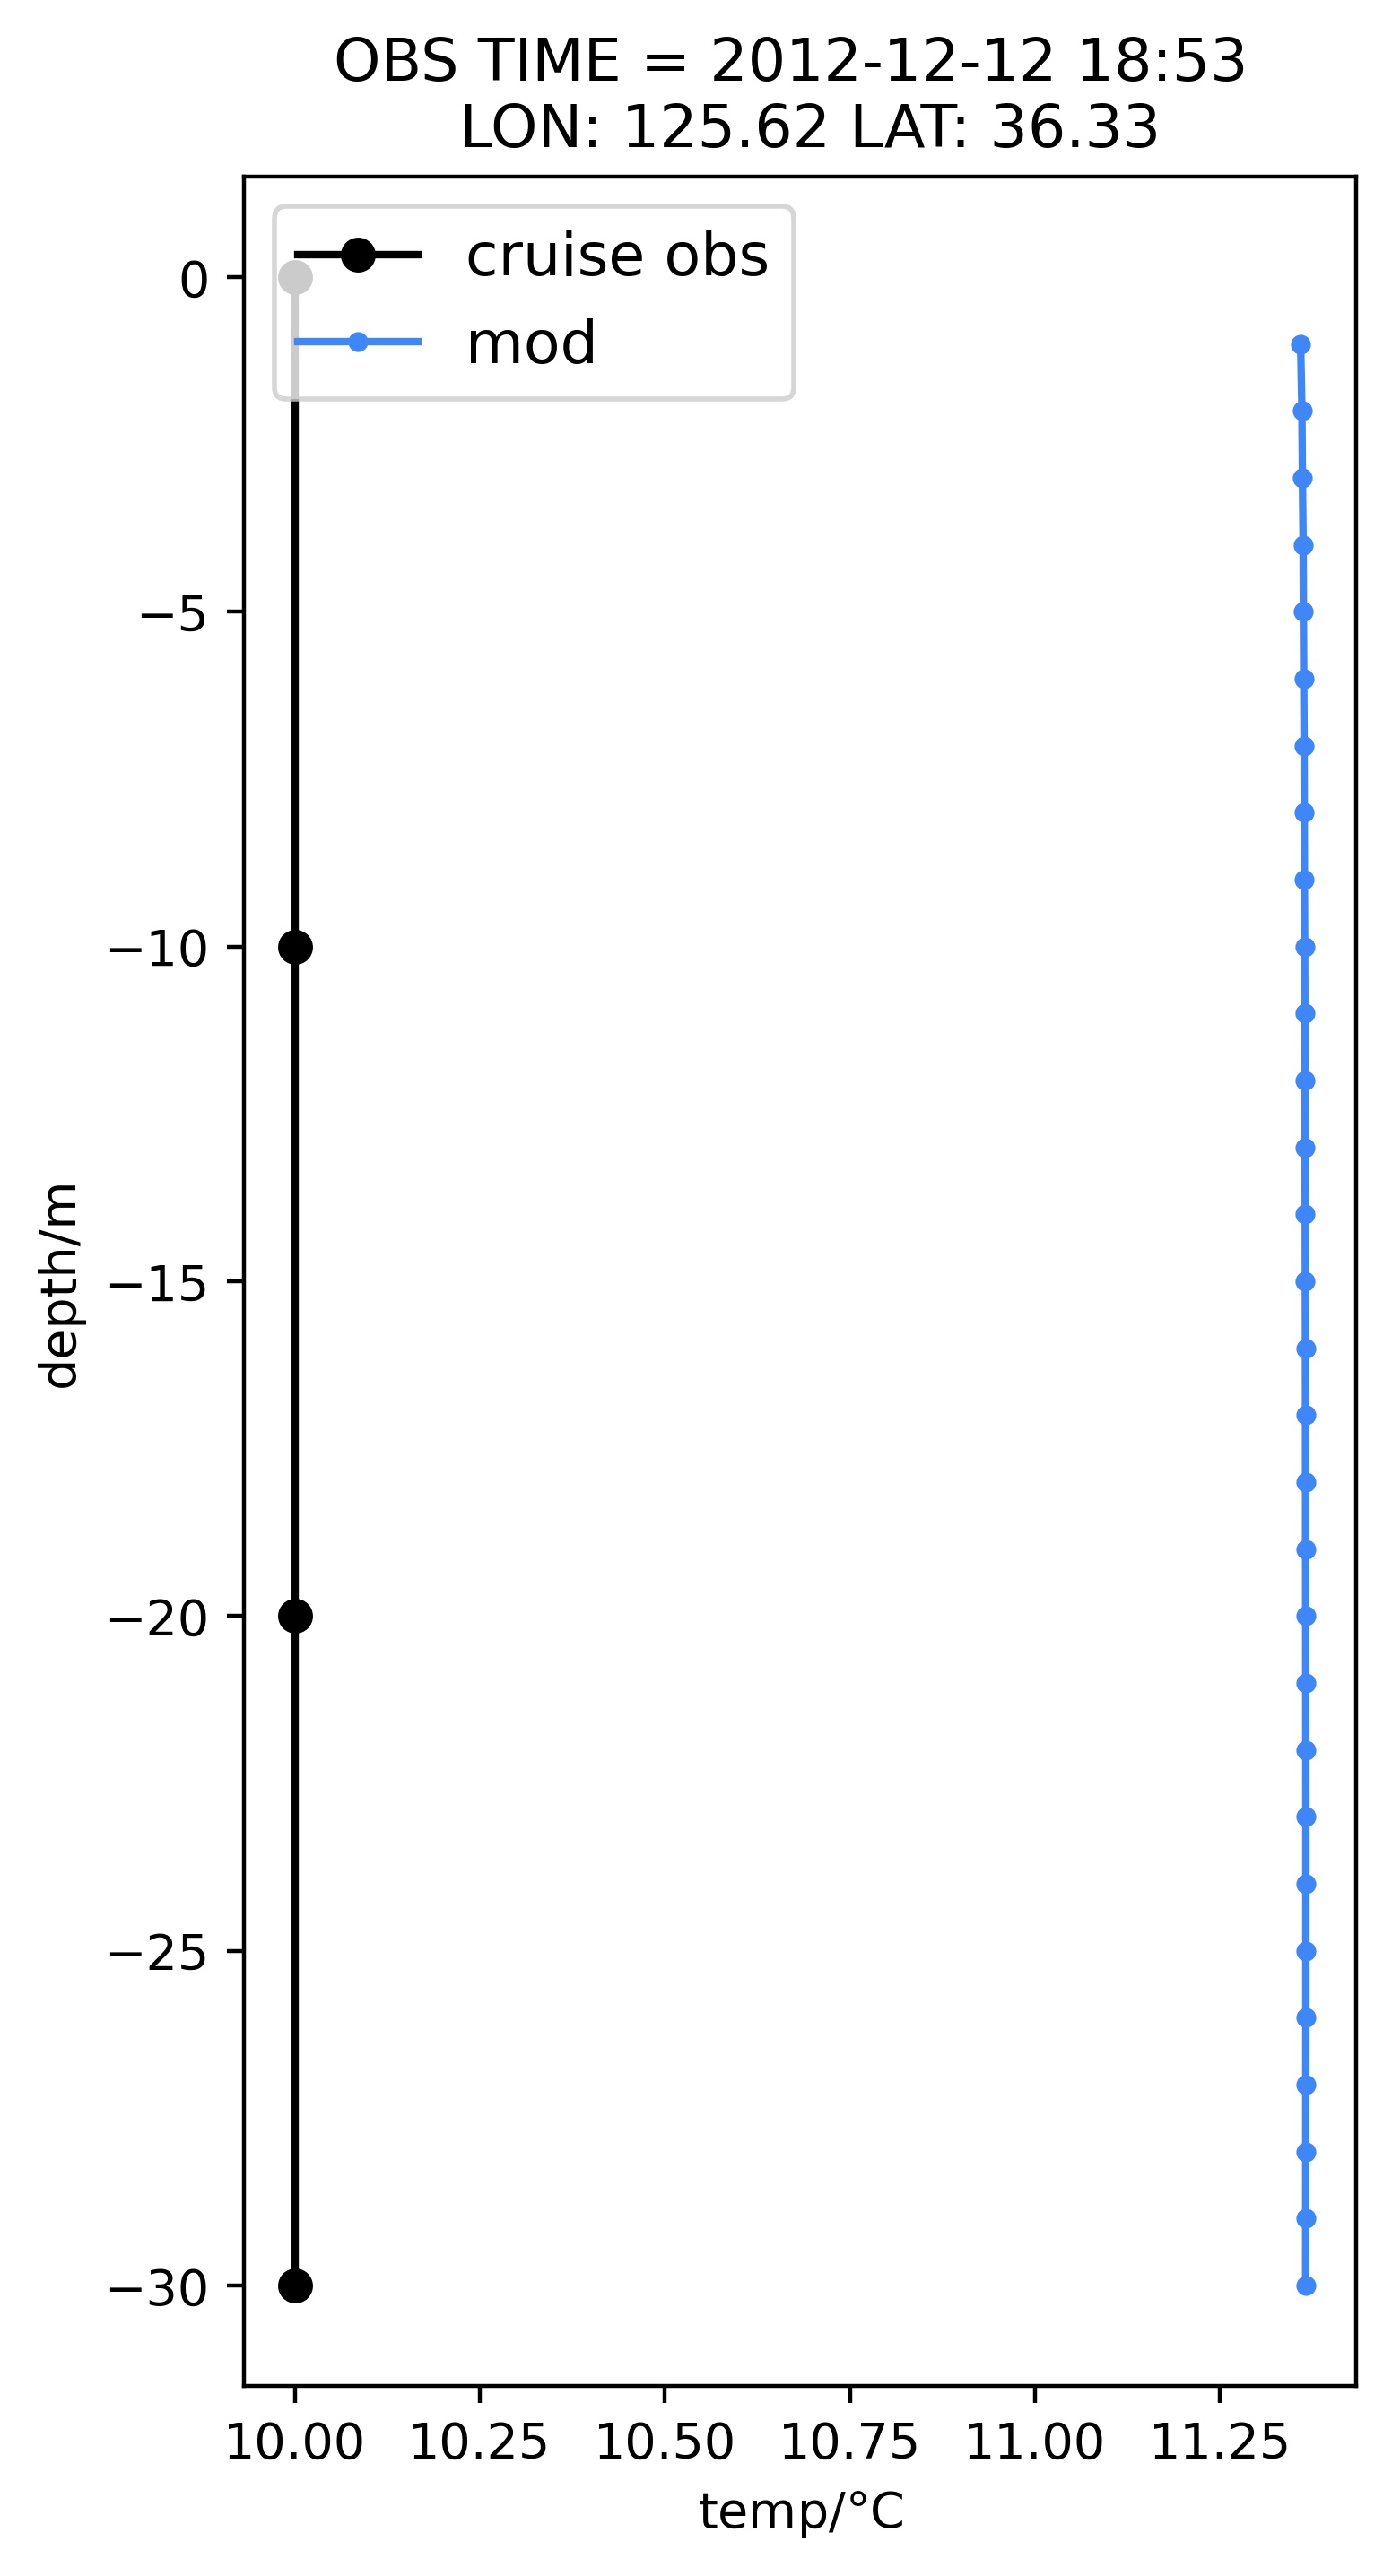 OBS TIME = 2012-12-12 18:53
LON: 125.62 LAT: 36.33
cruise obs
mod
0
−5
−10
−15
−20
−25
−30
depth/m
10.00 10.25 10.50 10.75 11.00 11.25
temp/°C